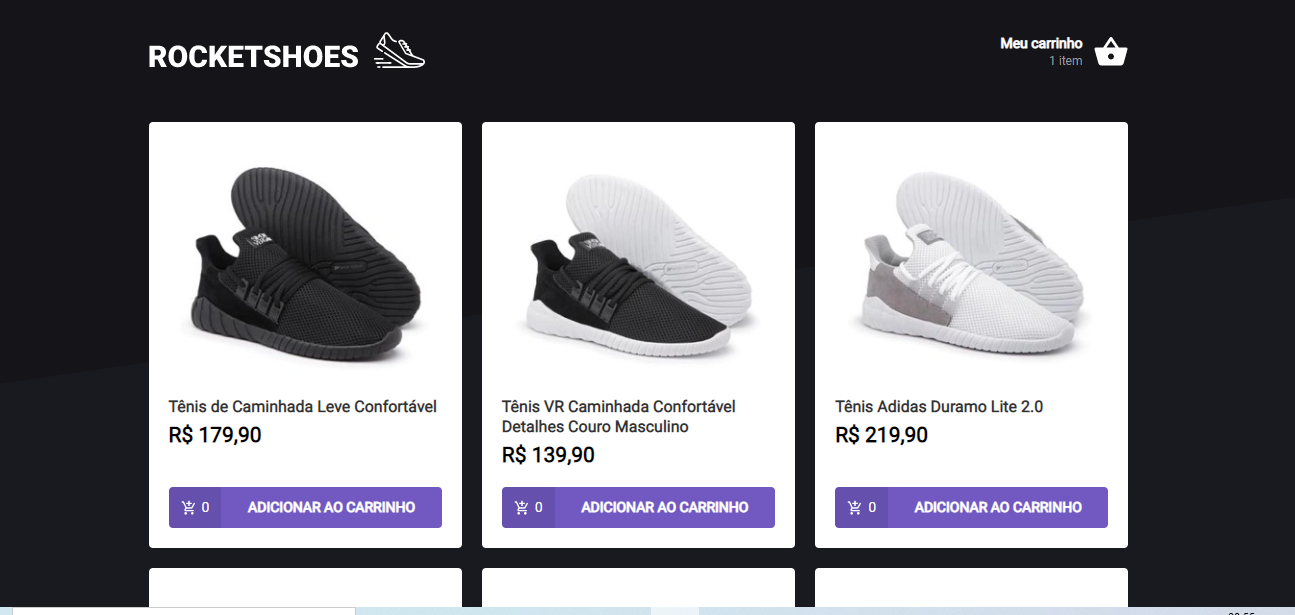 ROCKETSHOES
Meu carrinho
1 item
Tênis de Caminhada Leve Confortável
R$ 179,90
0
ADICIONAR AO CARRINHO
Tênis VR Caminhada Confortável
Detalhes Couro Masculino
R$ 139,90
0
ADICIONAR AO CARRINHO
Tênis Adidas Duramo Lite 2.0
R$ 219,90
0
ADICIONAR AO CARRINHO